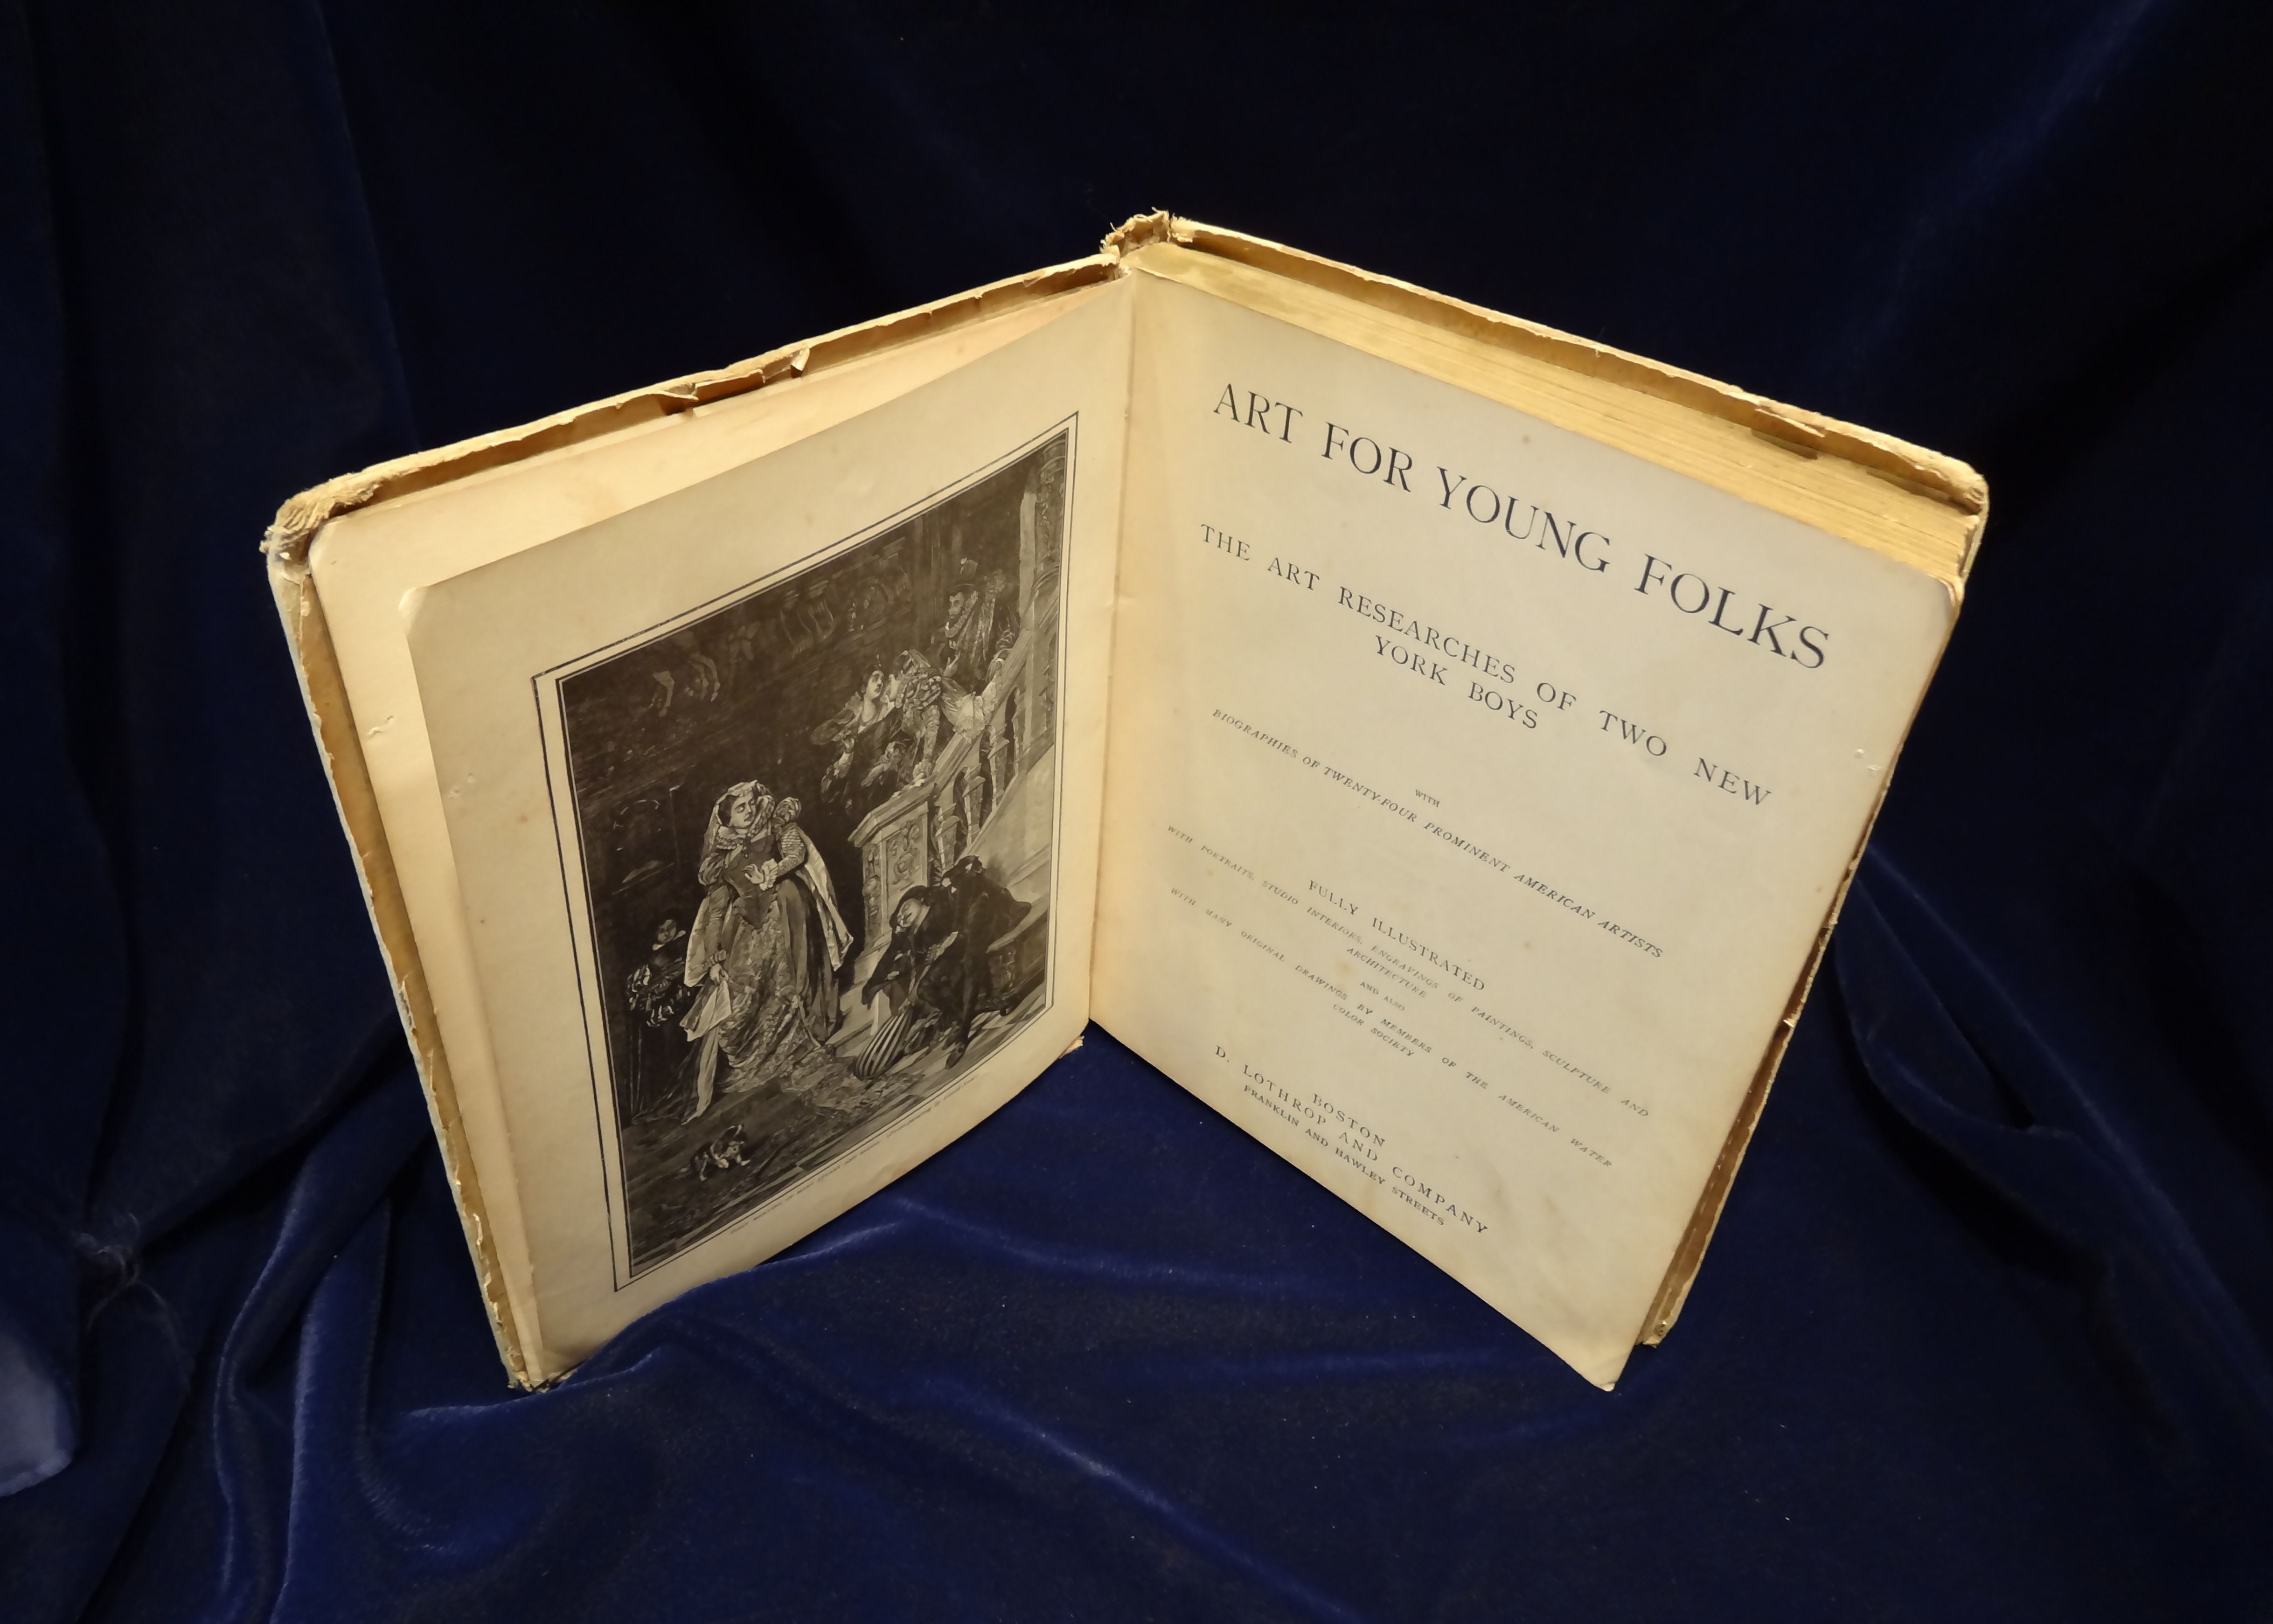 ART FOR YOUNG FOLKS
THE ART RESEARCHES OF TWO NEW
YORK BOYS
WITH
BIOGRAPHIES OF TWENTY-FOUR PROMINENT AMERICAN ARTISTS
FULLY ILLUSTRATED
WITH PORTRAITS, STUDIO INTERIORS, ENGRAVINGS OF PAINTINGS, SCULPTURE AND
ARCHITECTURE
AND ALSO
WITH MANY ORIGINAL DRAWINGS BY MEMBERS OF THE AMERICAN WATER
COLOR SOCIETY
BOSTON
D. LOTHROP AND COMPANY
FRANKLIN AND HAWLEY STREETS